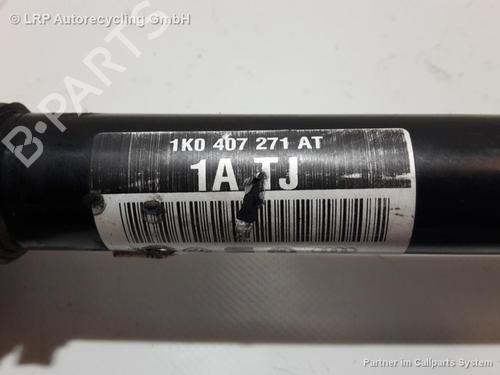 LRP Autorecycling GmbH
B-PARTS
1K0 407 271 AT
1A TJ
Partner im Callparts System